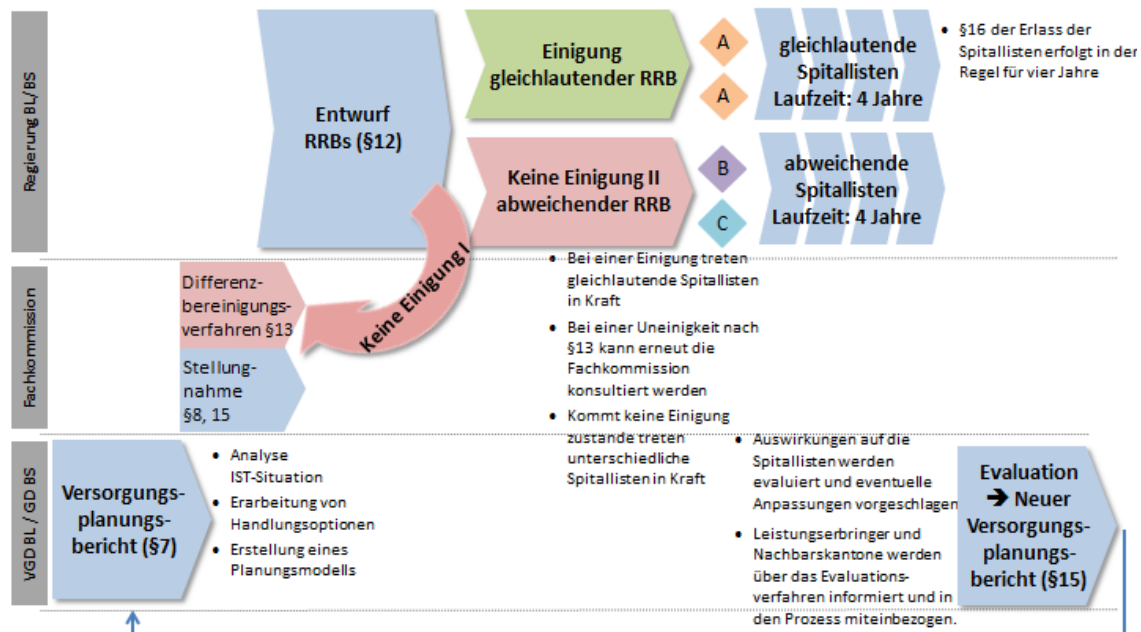 Regierung BL/BS
Entwurf
RRBs (§12)
Einigung
gleichlautender RRB
A
A
gleichlautende
Spitallisten
Laufzeit: 4 Jahre
• §16 der Erlass der
Spitallisten erfolgt in der
Regel für vier Jahre
Keine Einigung II
abweichender RRB
B
C
abweichende
Spitallisten
Laufzeit: 4 Jahre
Keine Einigung I
Fachkommission
Differenz-
bereinigungs-
verfahren §13
Stellung-
nahme
§8, 15
• Bei einer Einigung treten
gleichlautende Spitallisten
in Kraft
• Bei einer Uneinigkeit nach
§13 kann erneut die
Fachkommission
konsultiert werden
• Kommt keine Einigung
zustande treten
unterschiedliche
Spitallisten in Kraft
VGD BL / GD BS
Versorgungs-
planungs-
bericht (§7)
• Analyse
IST-Situation
• Erarbeitung von
Handlungsoptionen
• Erstellung eines
Planungsmodells
• Auswirkungen auf die
Spitallisten werden
evaluiert und eventuelle
Anpassungen vorgeschlagen
• Leistungserbringer und
Nachbarskantone werden
über das Evaluations-
verfahren informiert und in
den Prozess miteinbezogen.
Evaluation
➔ Neuer
Versorgungs-
planungs-
bericht (§15)